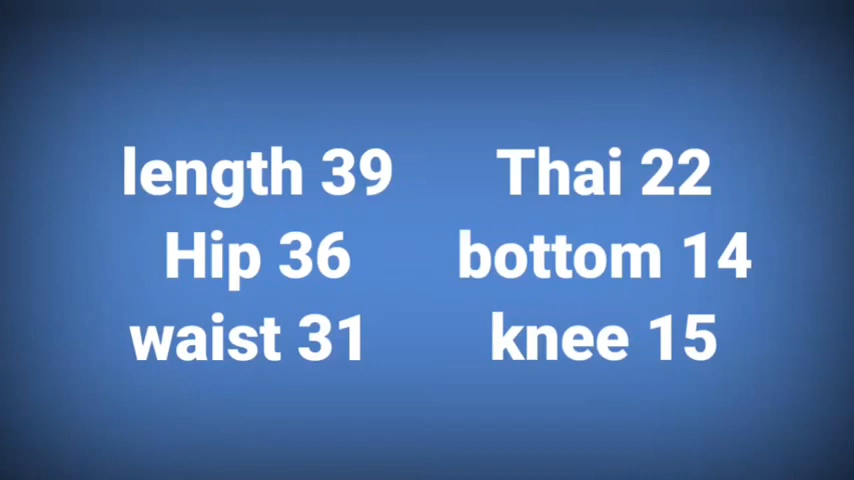 length 39
Hip 36
waist 31
Thai 22
bottom 14
knee 15